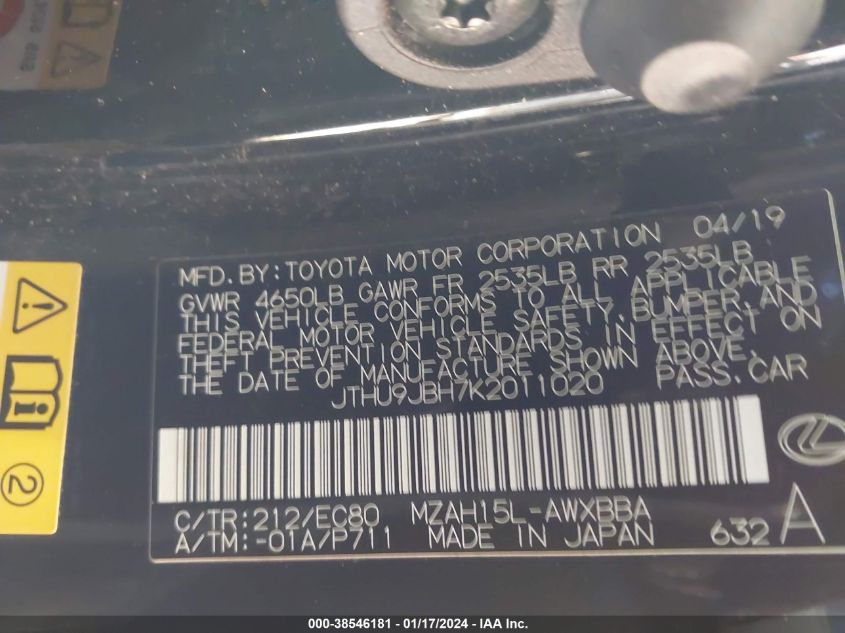 MFD. BY: TOYOTA MOTOR CORPORATION 04/19
GVWR 4650LB GAWR FR 2535LB RR 2535LB
THIS VEHICLE CONFORMS TO ALL APPLICABLE
FEDERAL MOTOR VEHICLE SAFETY, BUMPER, AND
THEFT PREVENTION STANDARDS IN EFFECT ON
THE DATE OF MANUFACTURE SHOWN ABOVE.
JTHU9JBH7K2011020 PASS. CAR
C/TR: 212/EC80 MZAH15L-AWXBBA
A/TM: -01A/P711 MADE IN JAPAN 632 A
2
000-38546181 - 01/17/2024 - IAA Inc.